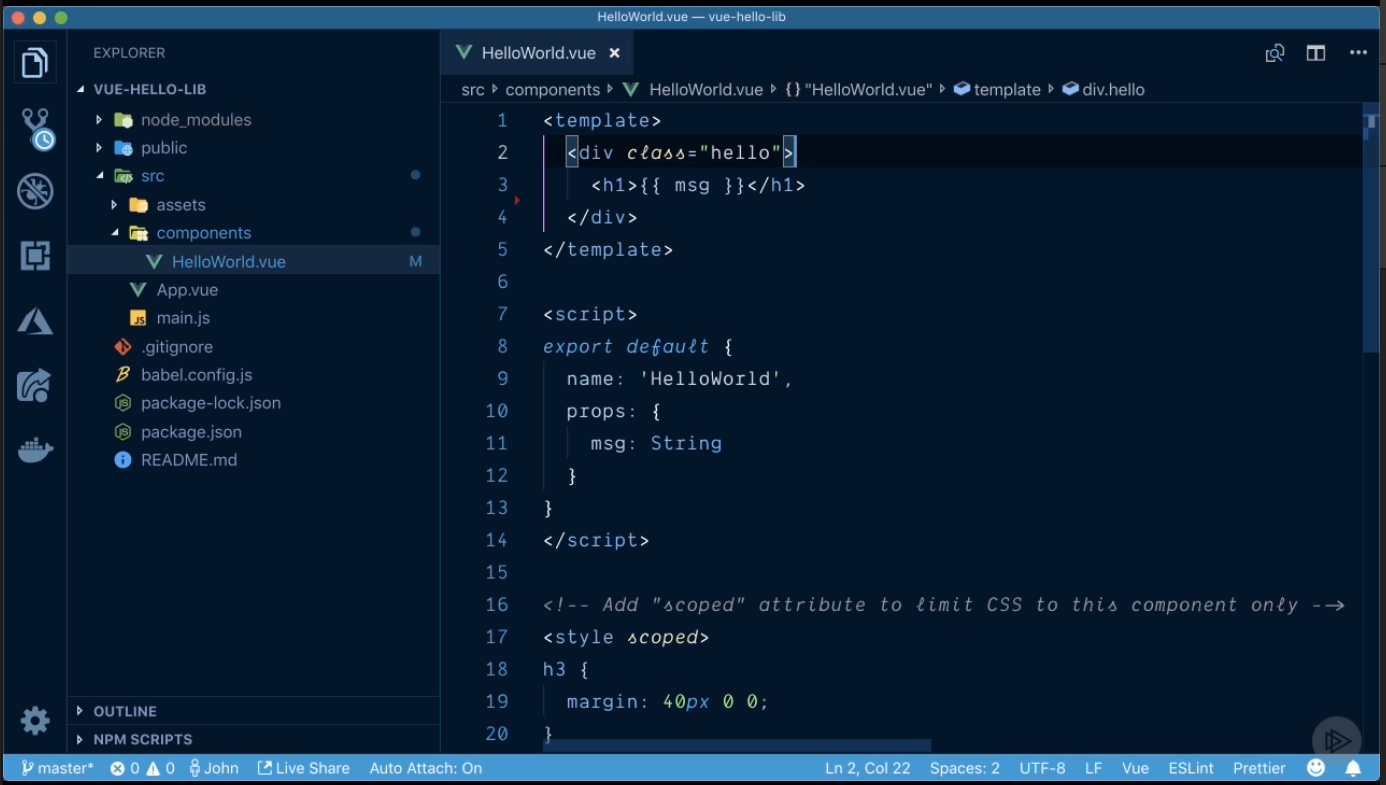 HelloWorld.vue — vue-hello-lib
EXPLORER
VUE-HELLO-LIB
node_modules
public
src
assets
components
HelloWorld.vue M
App.vue
JS main.js
.gitignore
babel.config.js
package-lock.json
package.json
README.md
OUTLINE
NPM SCRIPTS
HelloWorld.vue ×
src components HelloWorld.vue {} "HelloWorld.vue" template div.hello
1 <template>
2 <div class="hello">
3 <h1>{{ msg }}</h1>
4 </div>
5 </template>
6
7 <script>
8 export default {
9 name: 'HelloWorld',
10 props: {
11 msg: String
12 }
13 }
14 </script>
15
16 <!-- Add "scoped" attribute to limit CSS to this component only -->
17 <style scoped>
18 h3 {
19 margin: 40px 0 0;
20 }
master* 0 0 John Live Share Auto Attach: On Ln 2, Col 22 Spaces: 2 UTF-8 LF Vue ESLint Prettier